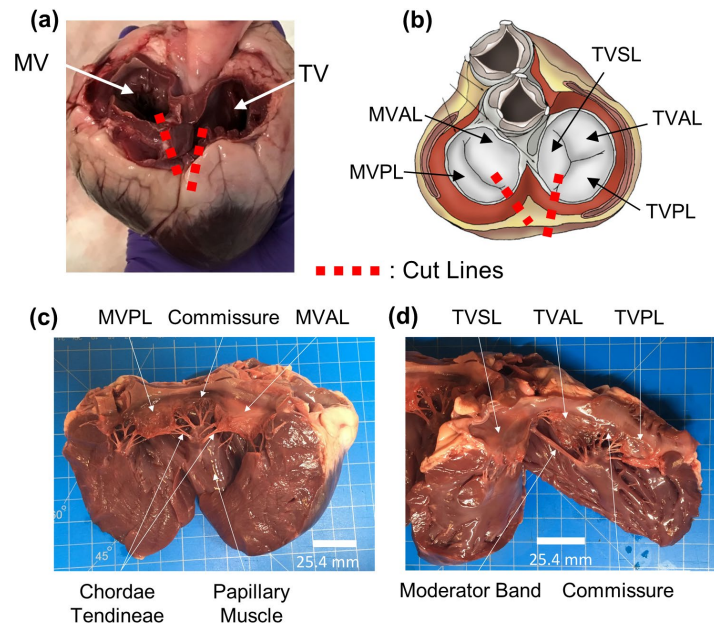 (a)
MV
TV
(b)
TVSL
MVAL
TVAL
MVPL
TVPL
: Cut Lines
(c)
MVPL
Commissure
MVAL
45°
25.4 mm
Chordae
Tendineae
Papillary
Muscle
(d)
TVSL
TVAL
TVPL
25.4 mm
Moderator Band
Commissure